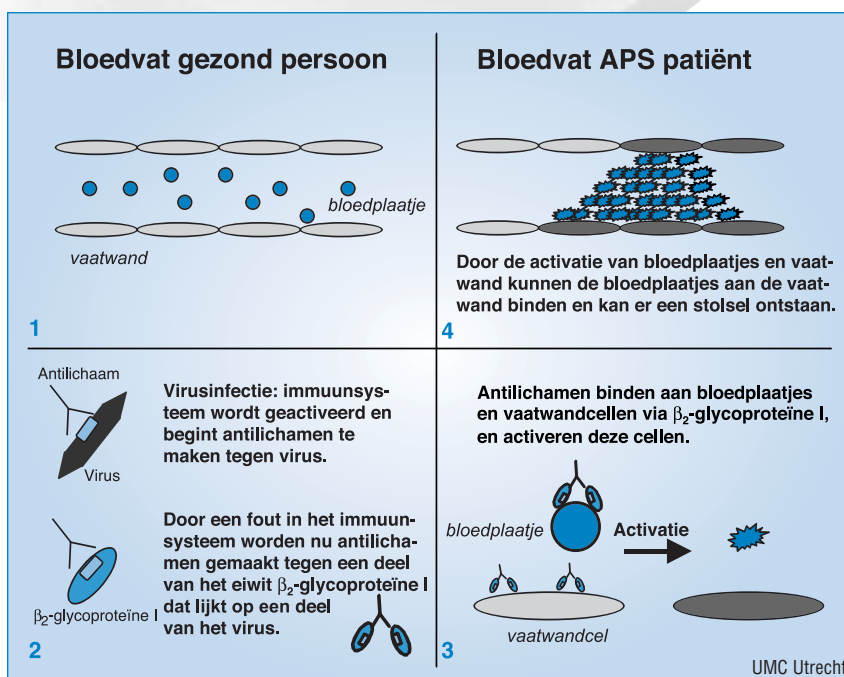 Bloedvat gezond persoon
bloedplaatje
vaatwand
1
Bloedvat APS patiënt
Door de activatie van bloedplaatjes en vaat-
wand kunnen de bloedplaatjes aan de vaat-
wand binden en kan er een stolsel ontstaan.
4
Antilichaam
Virus
Virusinfectie: immuunsys-
teem wordt geactiveerd en
begint antilichamen te
maken tegen virus.
β₂-glycoproteïne I
Door een fout in het immuun-
systeem worden nu antilicha-
men gemaakt tegen een deel
van het eiwit β₂-glycoproteïne I
dat lijkt op een deel
van het virus.
2
Antilichamen binden aan bloedplaatjes
en vaatwandcellen via β₂-glycoproteïne I,
en activeren deze cellen.
bloedplaatje
Activatie
vaatwandcel
3
UMC Utrecht